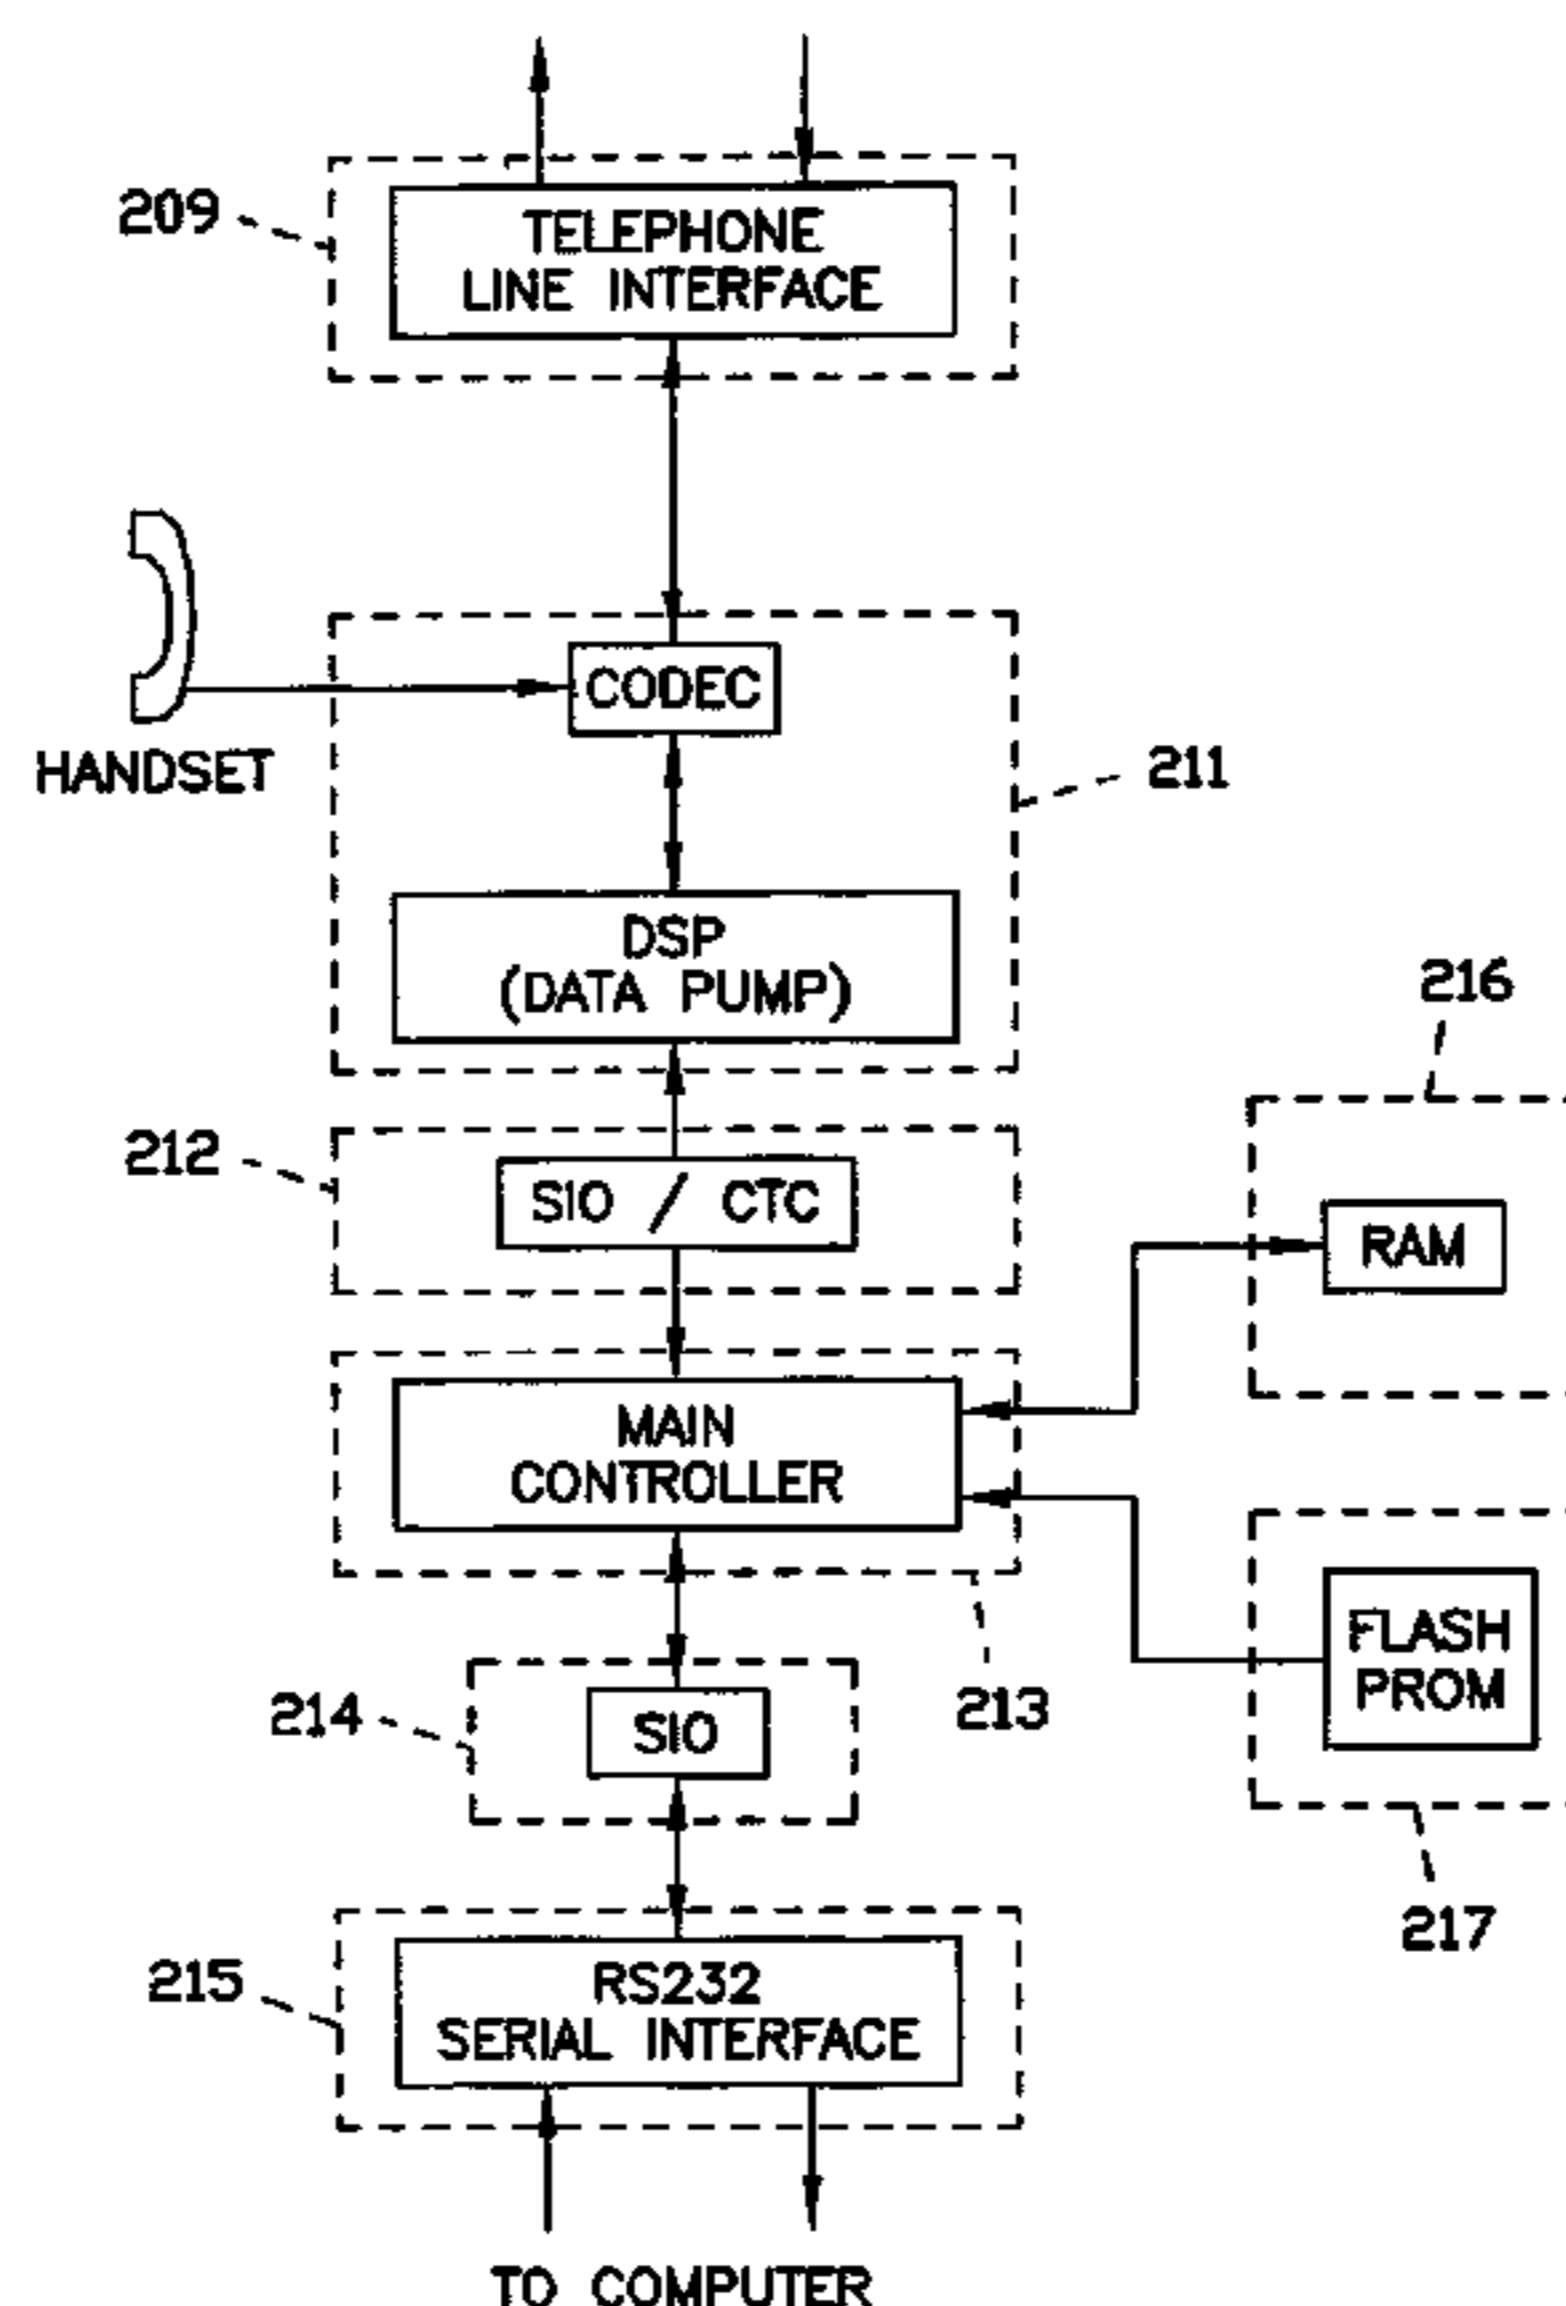 209
TELEPHONE
LINE INTERFACE
CODEC
HANDSET
211
DSP
(DATA PUMP)
216
212
SIO / CTC
RAM
MAIN
CONTROLLER
FLASH
PROM
214
SIO
213
217
215
RS232
SERIAL INTERFACE
TO COMPUTER